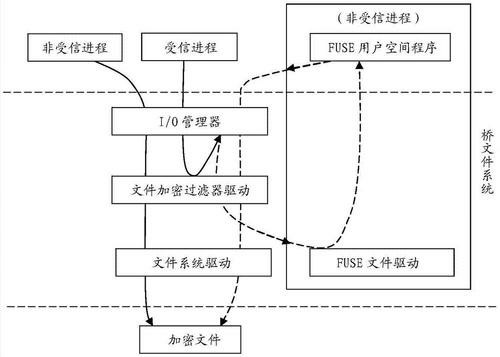 (非受信进程)
非受信进程
受信进程
FUSE 用户空间程序
I/O 管理器
文件加密过滤器驱动
文件系统驱动
FUSE 文件驱动
加密文件
桥文件系统